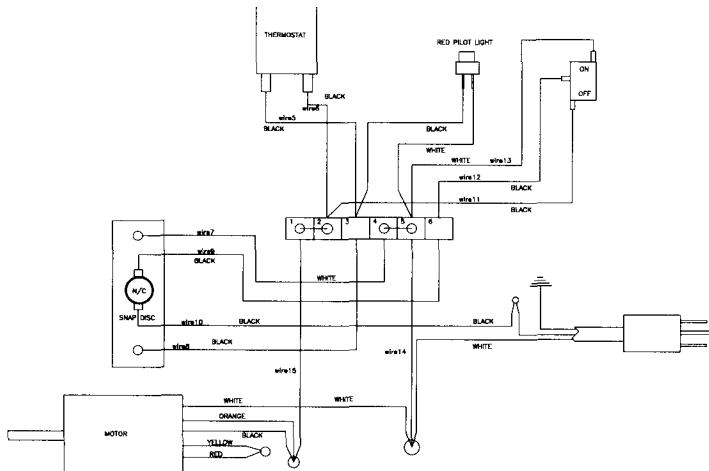 THERMOSTAT
RED PILOT LIGHT
ON
OFF
BLACK
wire6
wire5
BLACK
BLACK
WHITE
WHITE wire13
wire12
BLACK
wire11
BLACK
1 2 3 4 5 6
wire7
wire9
BLACK
WHITE
N/C
SNAP DISC
wire10 BLACK BLACK
wire8 BLACK
wire14
WHITE
wire15
WHITE WHITE
ORANGE
MOTOR
BLACK
YELLOW
RED